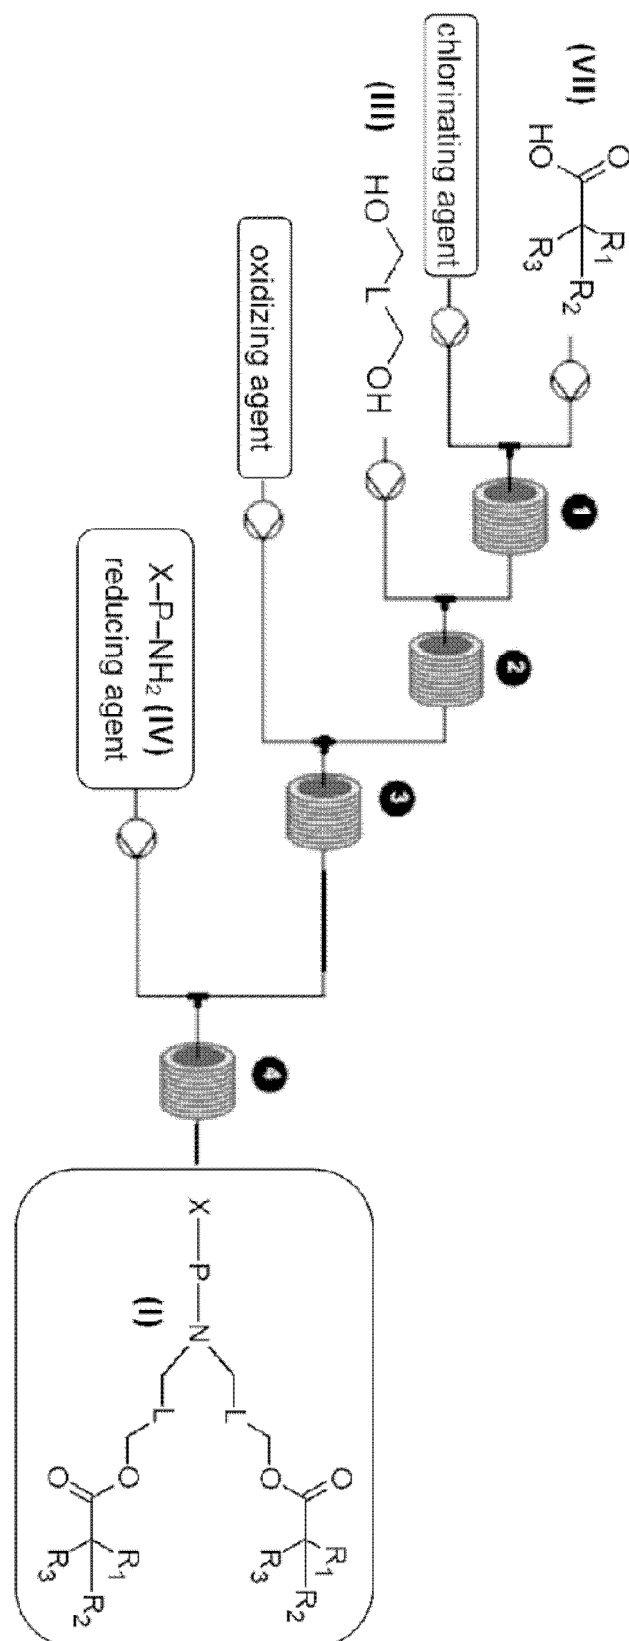 (VII)
O
HO
R₁
R₂
R₃
chlorinating agent
1
(III)
HO
L
OH
2
oxidizing agent
3
X–P–NH₂ (IV)
reducing agent
4
X
P
N
(I)
L
O
O
R₁
R₂
R₃
L
O
O
R₁
R₂
R₃